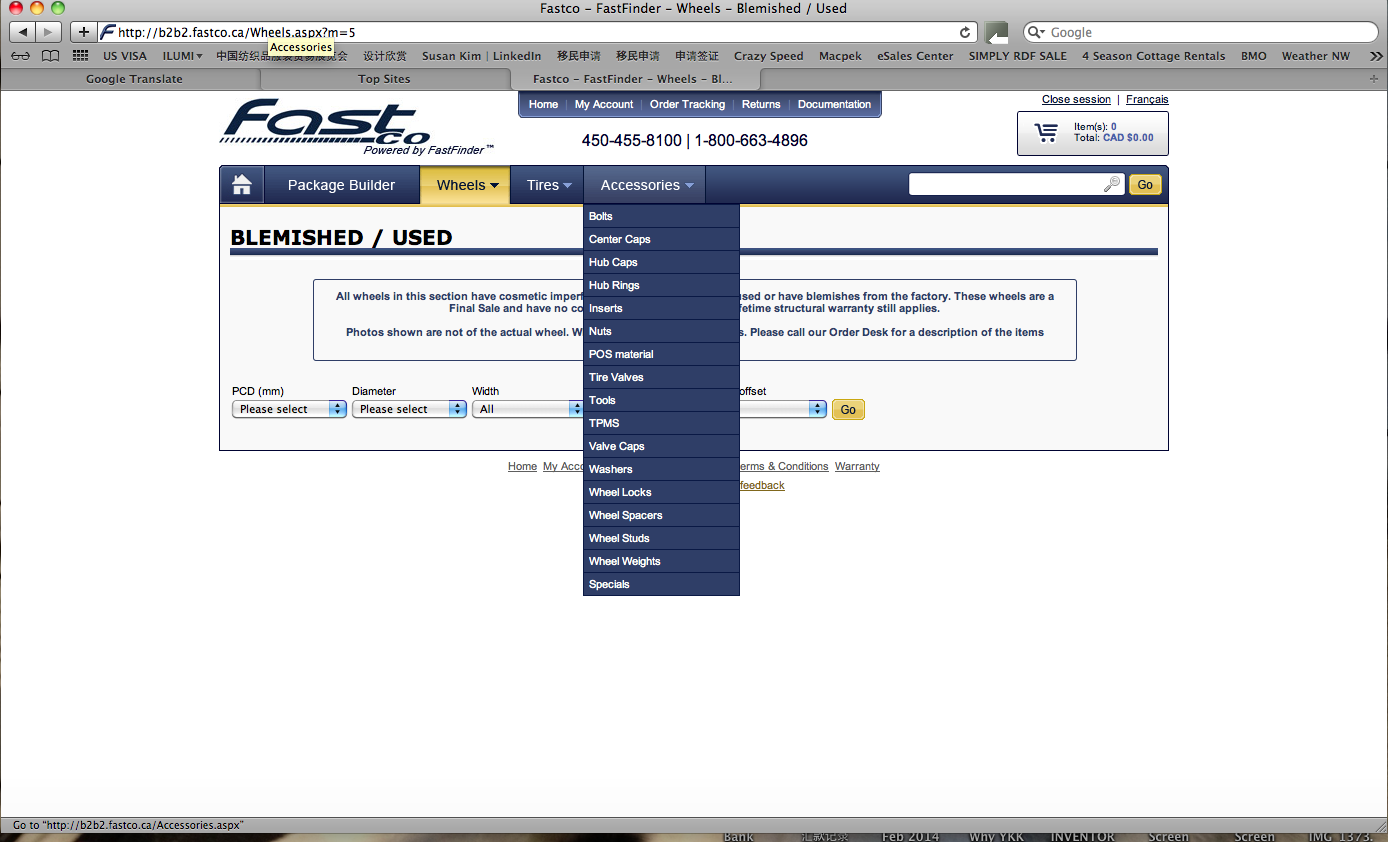 Fastco – FastFinder – Wheels – Blemished / Used
http://b2b2.fastco.ca/Wheels.aspx?m=5
Google
Accessories
US VISA ILUMI 中国纺织品服装贸易展览会 设计欣赏 Susan Kim | LinkedIn 移民申请 移民申请 申请签证 Crazy Speed Macpek eSales Center SIMPLY RDF SALE 4 Season Cottage Rentals BMO Weather NW
Google Translate Top Sites Fastco – FastFinder – Wheels – Bl...
Fast co
Powered by FastFinder™
Home | My Account | Order Tracking | Returns | Documentation
450-455-8100 | 1-800-663-4896
Close session | Français
Item(s): 0
Total: CAD $0.00
Package Builder Wheels Tires Accessories Go
Bolts
Center Caps
Hub Caps
Hub Rings
Inserts
Nuts
POS material
Tire Valves
Tools
TPMS
Valve Caps
Washers
Wheel Locks
Wheel Spacers
Wheel Studs
Wheel Weights
Specials
BLEMISHED / USED
All wheels in this section have cosmetic imperf sed or have blemishes from the factory. These wheels are a
Final Sale and have no co fetime structural warranty still applies.
Photos shown are not of the actual wheel. W s. Please call our Order Desk for a description of the items
PCD (mm) Diameter Width offset
Please select Please select All Go
Home My Acco erms & Conditions Warranty
feedback
Go to "http://b2b2.fastco.ca/Accessories.aspx"
Bank 汇款记录 Feb 2014 Why YKK INVENTOR Screen Screen IMG_1373.